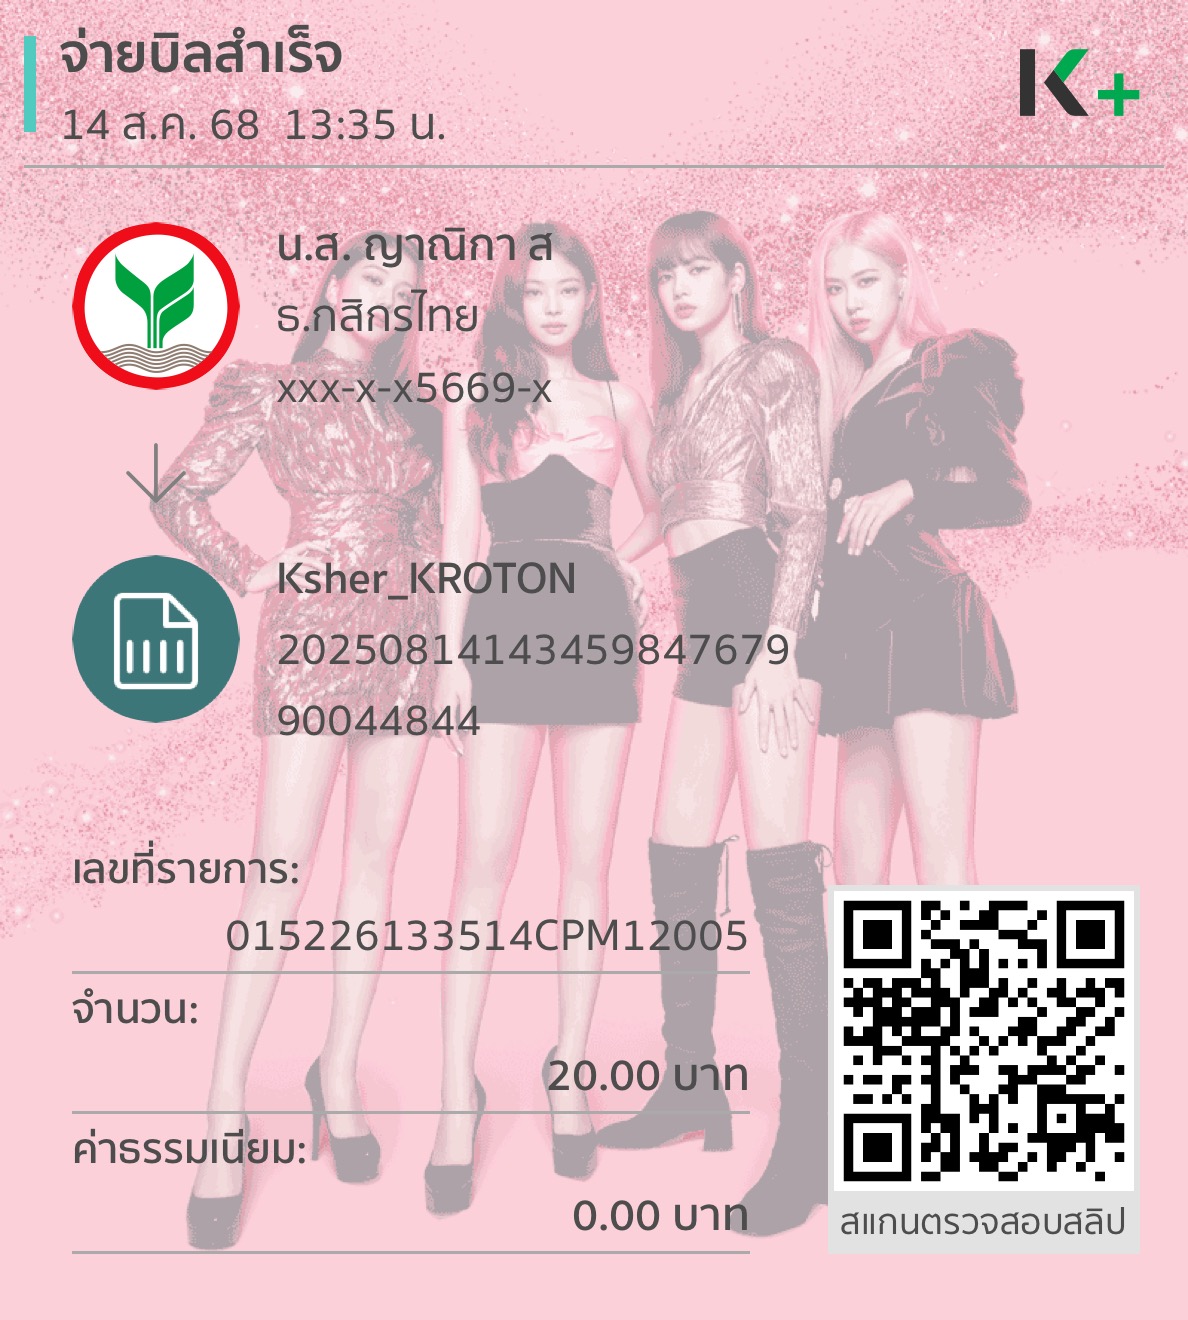 จ่ายบิลสำเร็จ
14 ส.ค. 68 13:35 น.
K+
น.ส. ญาณิกา ส
ธ.กสิกรไทย
xxx-x-x5669-x
Ksher_KROTON
20250814143459847679
90044844
เลขที่รายการ:
015226133514CPM12005
จำนวน:
20.00 บาท
ค่าธรรมเนียม:
0.00 บาท
สแกนตรวจสอบสลิป